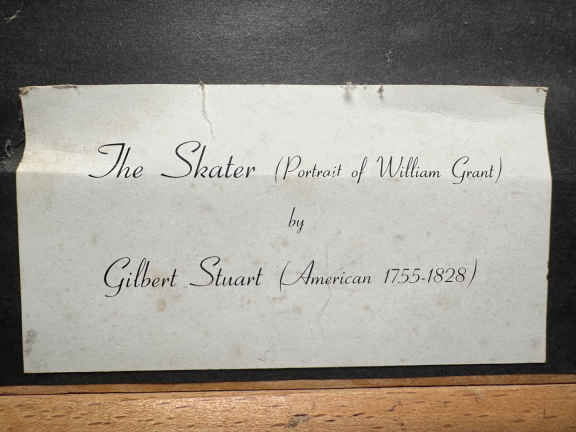 The Skater (Portrait of William Grant)
by
Gilbert Stuart (American 1755-1828)